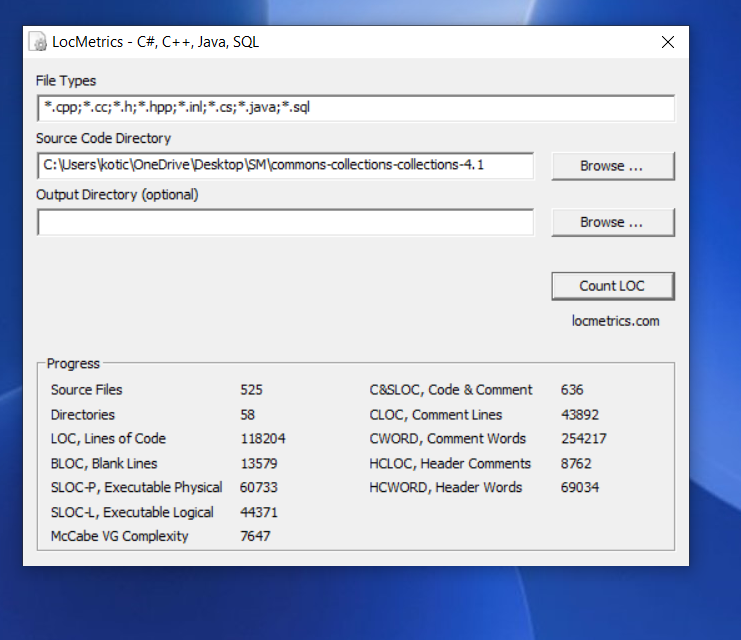 LocMetrics - C#, C++, Java, SQL
File Types
*.cpp;*.cc;*.h;*.hpp;*.inl;*.cs;*.java;*.sql
Source Code Directory
C:\Users\kotic\OneDrive\Desktop\SM\commons-collections-collections-4.1
Browse ...
Output Directory (optional)
Browse ...
Count LOC
locmetrics.com
Progress
Source Files 525 C&SLOC, Code & Comment 636
Directories 58 CLOC, Comment Lines 43892
LOC, Lines of Code 118204 CWORD, Comment Words 254217
BLOC, Blank Lines 13579 HCLOC, Header Comments 8762
SLOC-P, Executable Physical 60733 HCWORD, Header Words 69034
SLOC-L, Executable Logical 44371
McCabe VG Complexity 7647